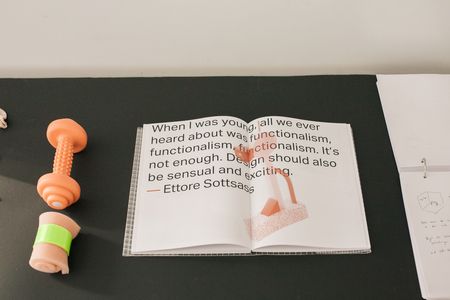 When I was young, all we ever
heard about was functionalism,
functionalism, functionalism. It's
not enough. Design should also
be sensual and exciting.
— Ettore Sottsass